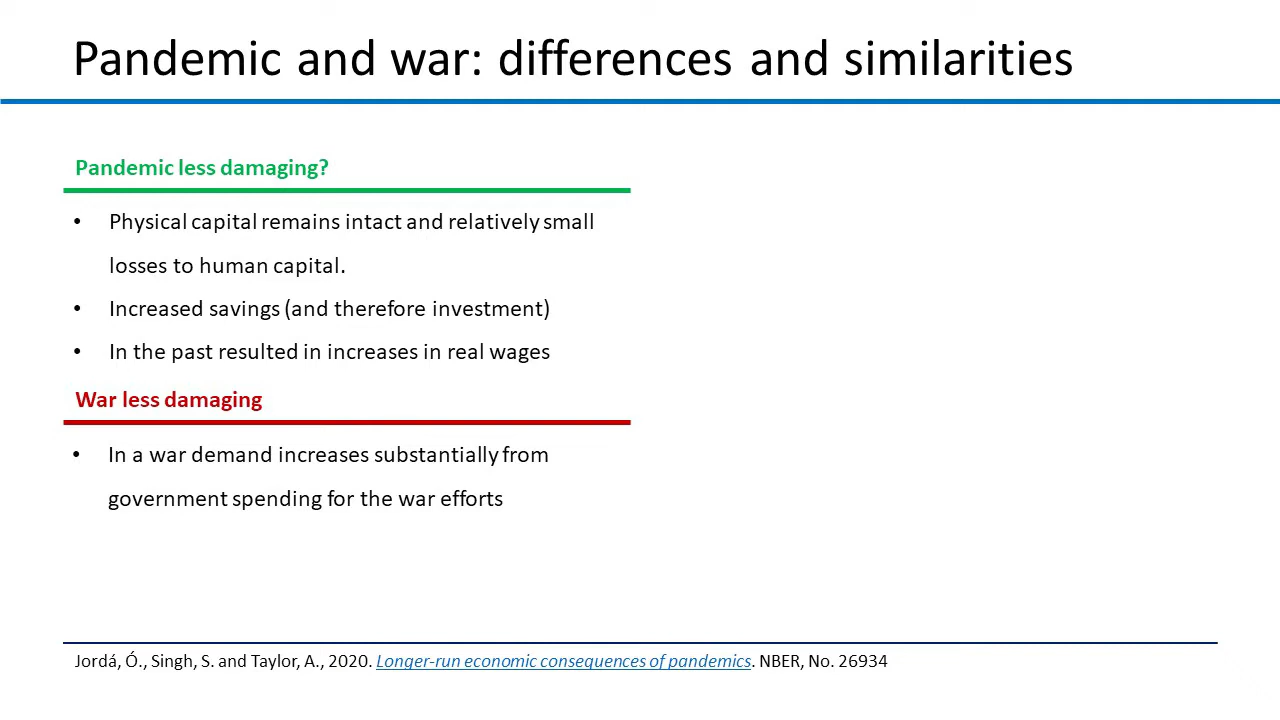 Pandemic and war: differences and similarities
Pandemic less damaging?
• Physical capital remains intact and relatively small
losses to human capital.
• Increased savings (and therefore investment)
• In the past resulted in increases in real wages
War less damaging
• In a war demand increases substantially from
government spending for the war efforts
Jordá, Ó., Singh, S. and Taylor, A., 2020. Longer-run economic consequences of pandemics. NBER, No. 26934